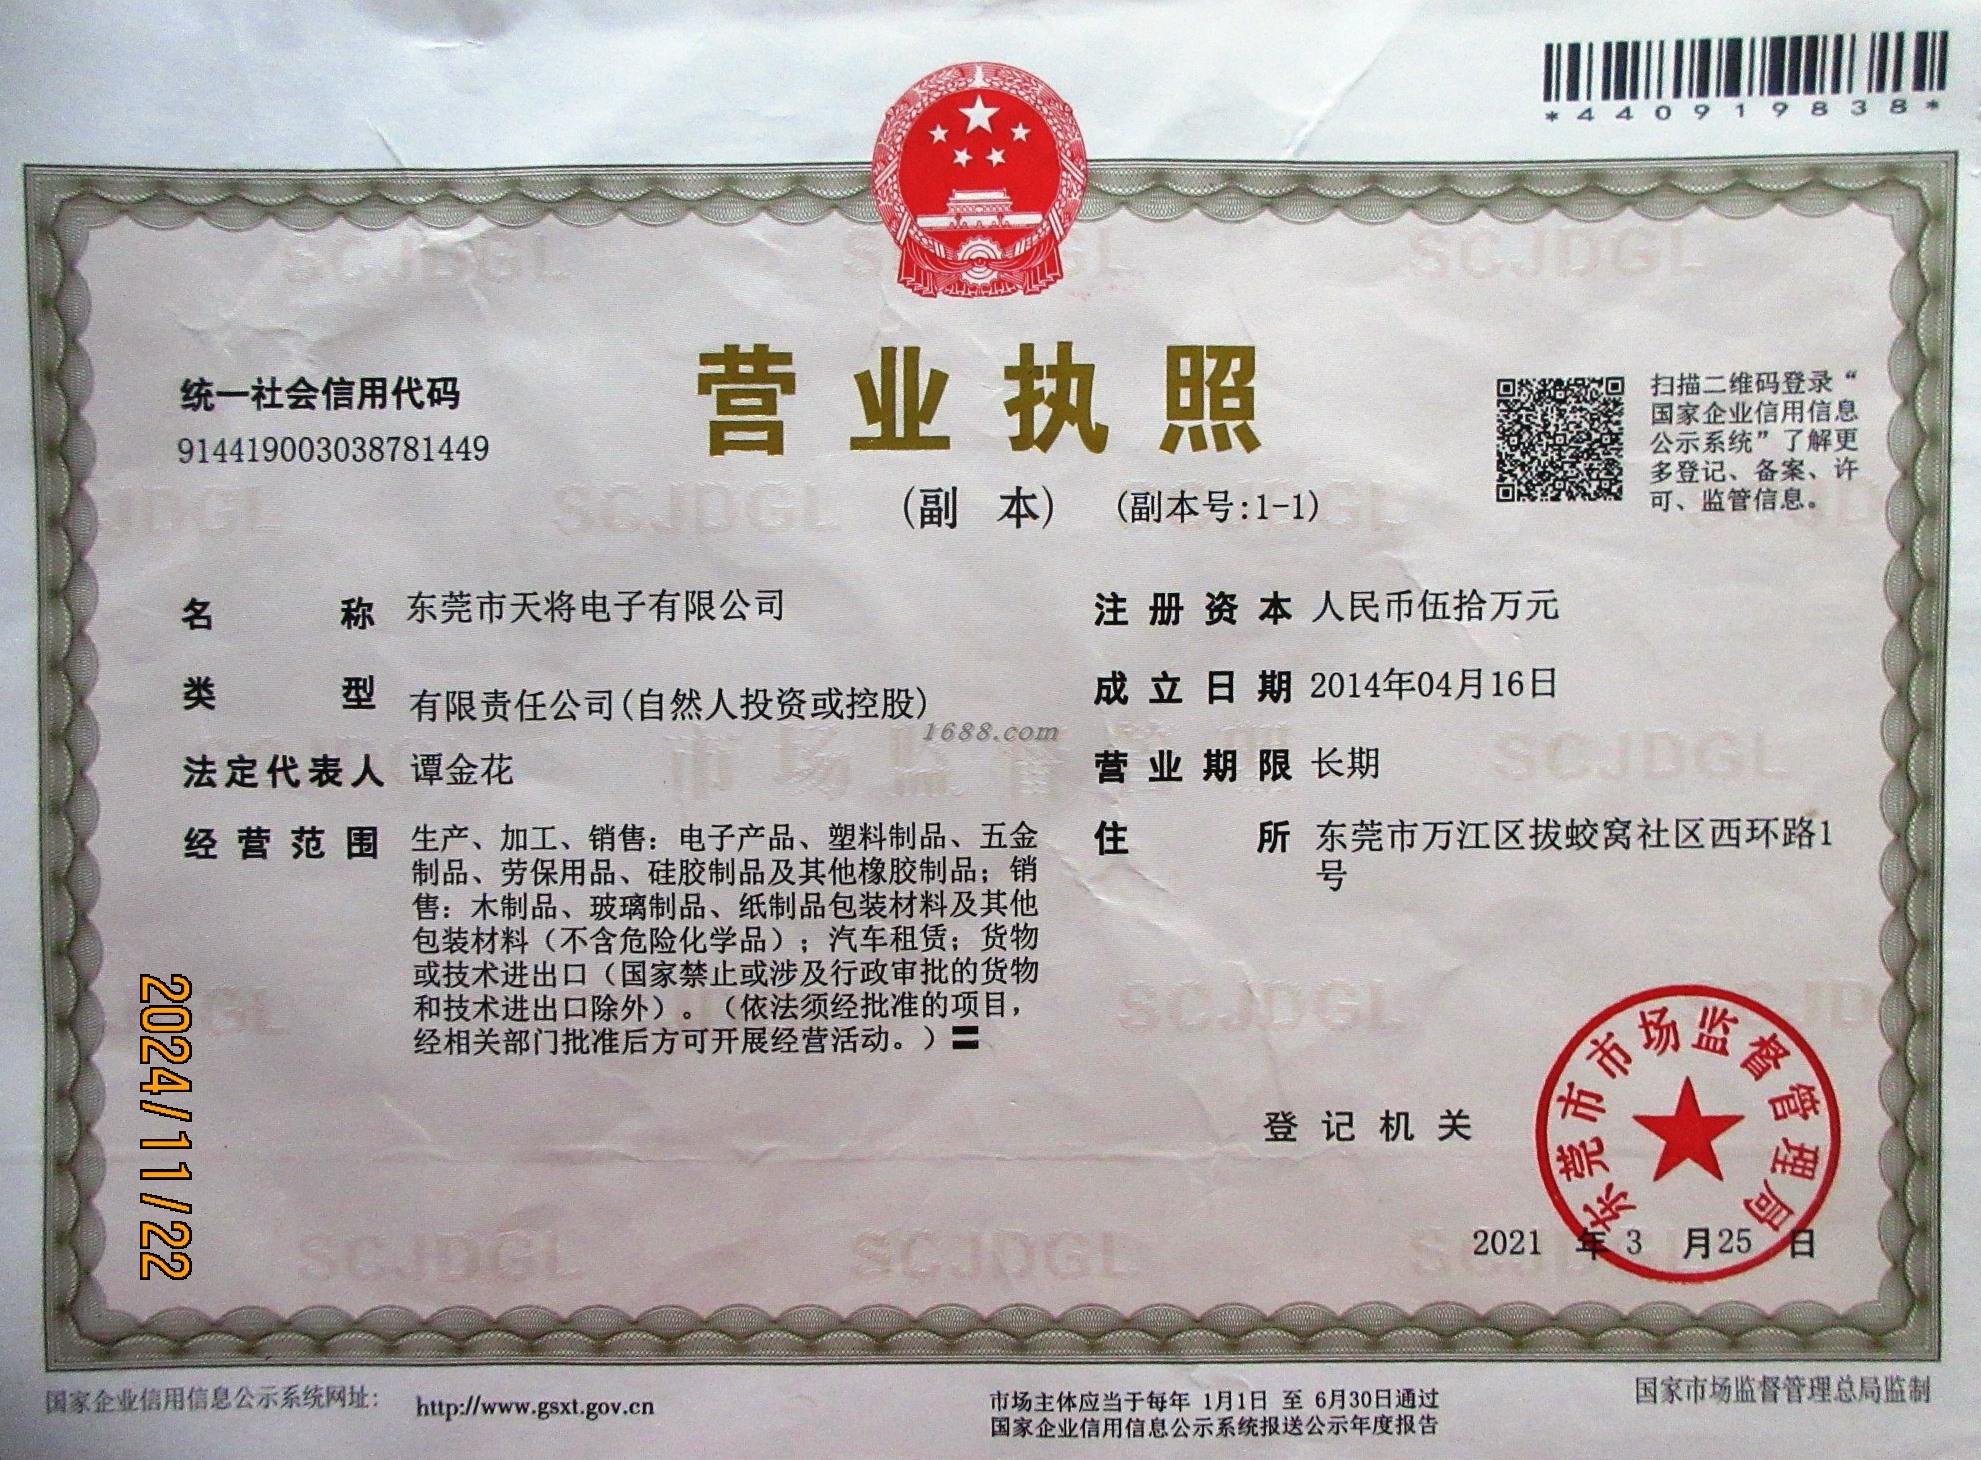 *440919838*
SCJDGL
SCJDGL
营业执照
统一社会信用代码
914419003038781449
(副 本) (副本号:1-1)
扫描二维码登录“
国家企业信用信息
公示系统”了解更
多登记、备案、许
可、监管信息。
名 称 东莞市天将电子有限公司
类 型 有限责任公司(自然人投资或控股)
法定代表人 谭金花
经营范围 生产、加工、销售：电子产品、塑料制品、五金
制品、劳保用品、硅胶制品及其他橡胶制品；销
售：木制品、玻璃制品、纸制品包装材料及其他
包装材料（不含危险化学品）；汽车租赁；货物
或技术进出口（国家禁止或涉及行政审批的货物
和技术进出口除外）。（依法须经批准的项目，
经相关部门批准后方可开展经营活动。）〓
注册资本 人民币伍拾万元
成立日期 2014年04月16日
营业期限 长期
住 所 东莞市万江区拔蛟窝社区西环路1
号
1688.com
SCJDGL
SCJDGL
SCJDGL
2024/11/22
登记机关
东莞市市场监督管理局
2021 年 3 月 25 日
SCJDGL
SCJDGL
国家企业信用信息公示系统网址： http://www.gsxt.gov.cn
市场主体应当于每年 1月1日 至 6月30日通过
国家企业信用信息公示系统报送公示年度报告
国家市场监督管理总局监制